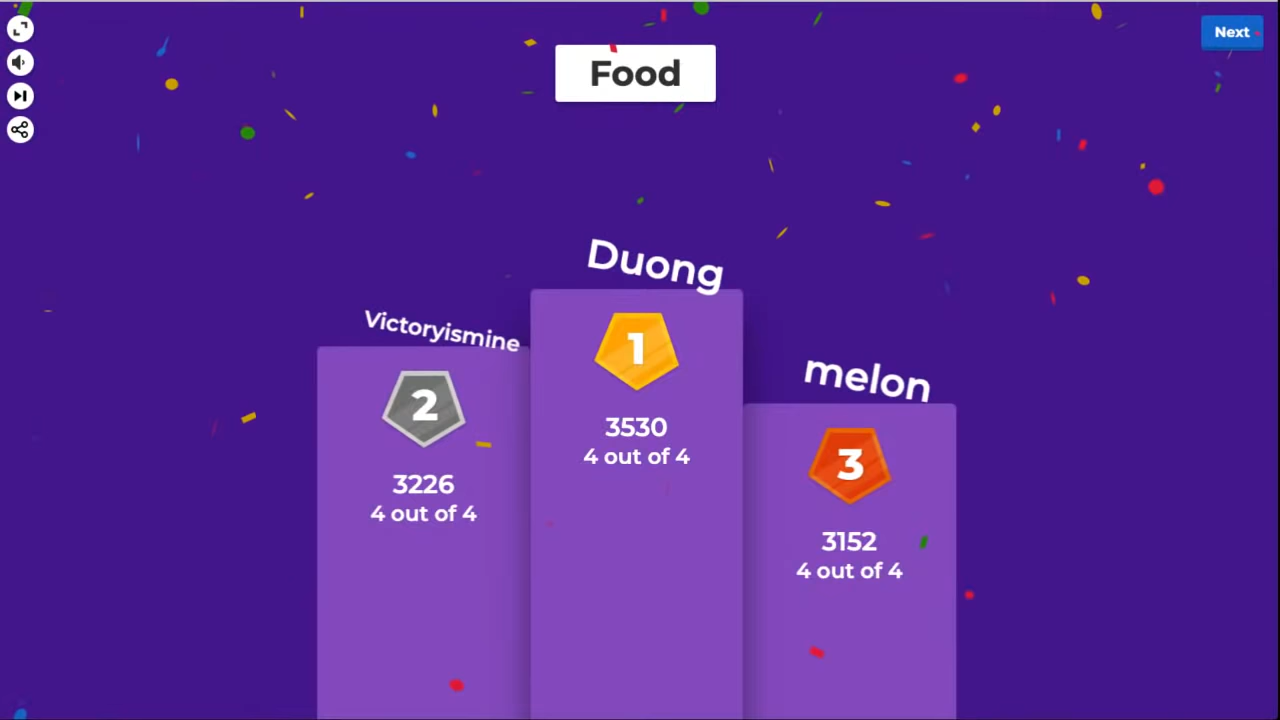 Next
Food
Duong
1
3530
4 out of 4
Victoryismine
2
3226
4 out of 4
melon
3
3152
4 out of 4